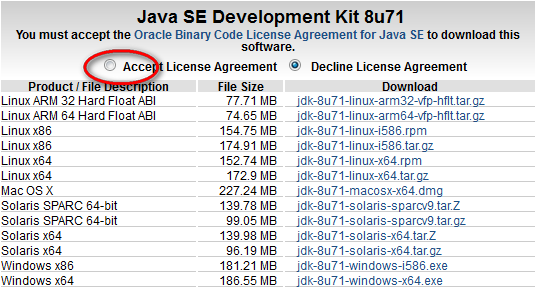 Java SE Development Kit 8u71
You must accept the Oracle Binary Code License Agreement for Java SE to download this
software.
Accept License Agreement Decline License Agreement
Product / File Description File Size Download
Linux ARM 32 Hard Float ABI 77.71 MB jdk-8u71-linux-arm32-vfp-hflt.tar.gz
Linux ARM 64 Hard Float ABI 74.65 MB jdk-8u71-linux-arm64-vfp-hflt.tar.gz
Linux x86 154.75 MB jdk-8u71-linux-i586.rpm
Linux x86 174.91 MB jdk-8u71-linux-i586.tar.gz
Linux x64 152.74 MB jdk-8u71-linux-x64.rpm
Linux x64 172.9 MB jdk-8u71-linux-x64.tar.gz
Mac OS X 227.24 MB jdk-8u71-macosx-x64.dmg
Solaris SPARC 64-bit 139.78 MB jdk-8u71-solaris-sparcv9.tar.Z
Solaris SPARC 64-bit 99.05 MB jdk-8u71-solaris-sparcv9.tar.gz
Solaris x64 139.98 MB jdk-8u71-solaris-x64.tar.Z
Solaris x64 96.19 MB jdk-8u71-solaris-x64.tar.gz
Windows x86 181.21 MB jdk-8u71-windows-i586.exe
Windows x64 186.55 MB jdk-8u71-windows-x64.exe